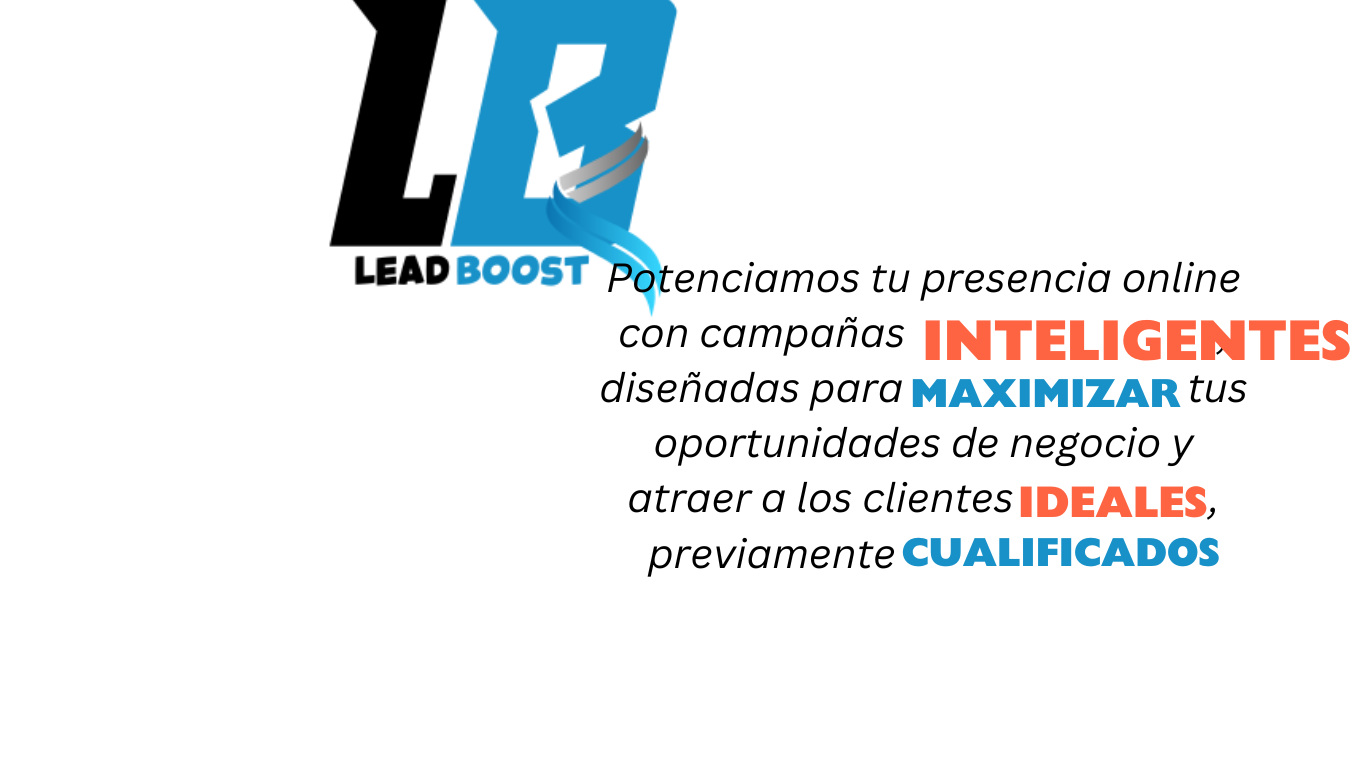 LB
LEAD BOOST
Potenciamos tu presencia online
con campañas INTELIGENTES,
diseñadas para MAXIMIZAR tus
oportunidades de negocio y
atraer a los clientes IDEALES,
previamente CUALIFICADOS